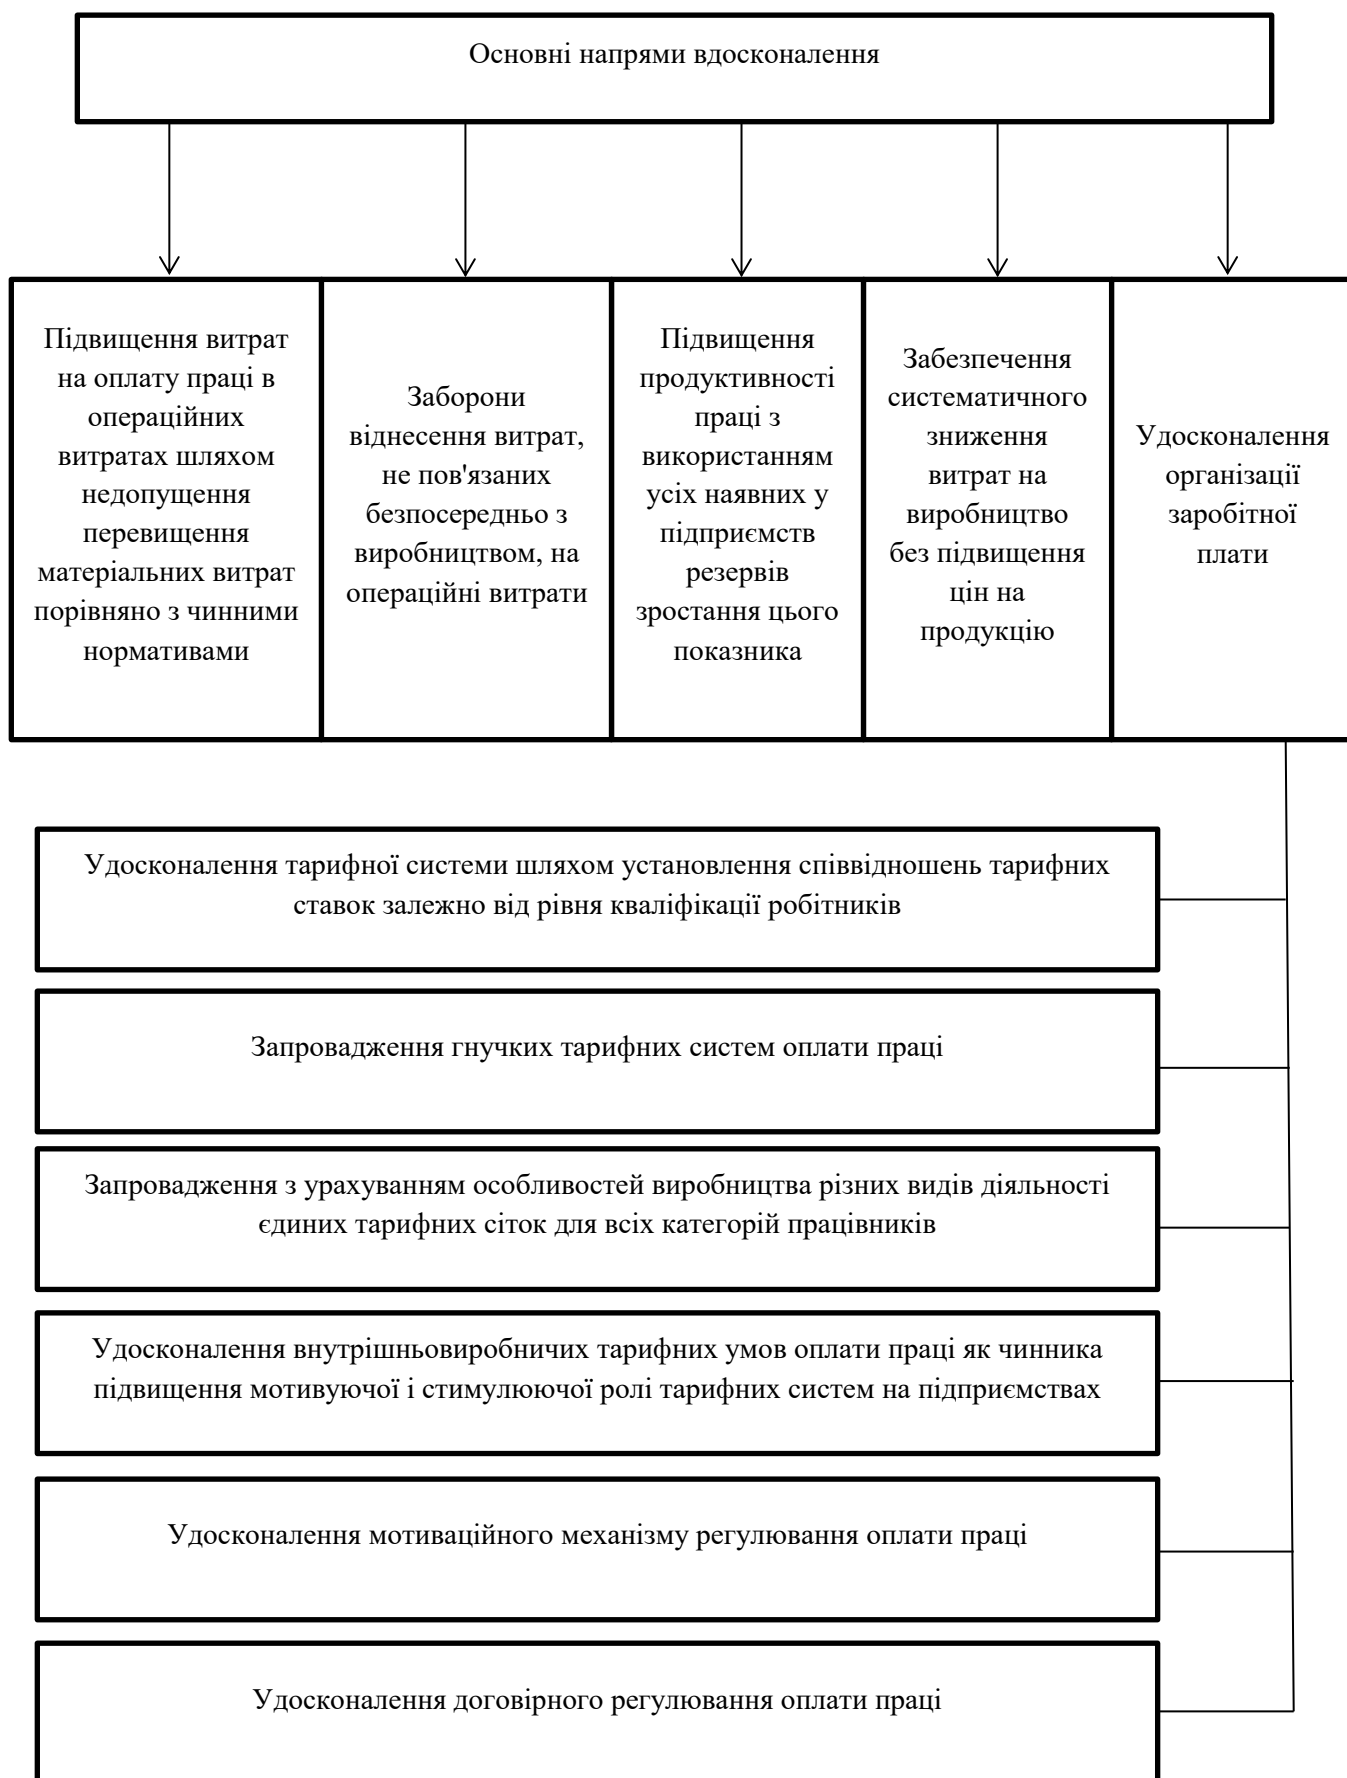 Основні напрями вдосконалення
Підвищення витрат
на оплату праці в
операційних
витратах шляхом
недопущення
перевищення
матеріальних витрат
порівняно з чинними
нормативами
Заборони
віднесення витрат,
не пов'язаних
безпосередньо з
виробництвом, на
операційні витрати
Підвищення
продуктивності
праці з
використанням
усіх наявних у
підприємств
резервів
зростання цього
показника
Забезпечення
систематичного
зниження
витрат на
виробництво
без підвищення
цін на
продукцію
Удосконалення
організації
заробітної
плати
Удосконалення тарифної системи шляхом установлення співвідношень тарифних
ставок залежно від рівня кваліфікації робітників
Запровадження гнучких тарифних систем оплати праці
Запровадження з урахуванням особливостей виробництва різних видів діяльності
єдиних тарифних сіток для всіх категорій працівників
Удосконалення внутрішньовиробничих тарифних умов оплати праці як чинника
підвищення мотивуючої і стимулюючої ролі тарифних систем на підприємствах
Удосконалення мотиваційного механізму регулювання оплати праці
Удосконалення договірного регулювання оплати праці